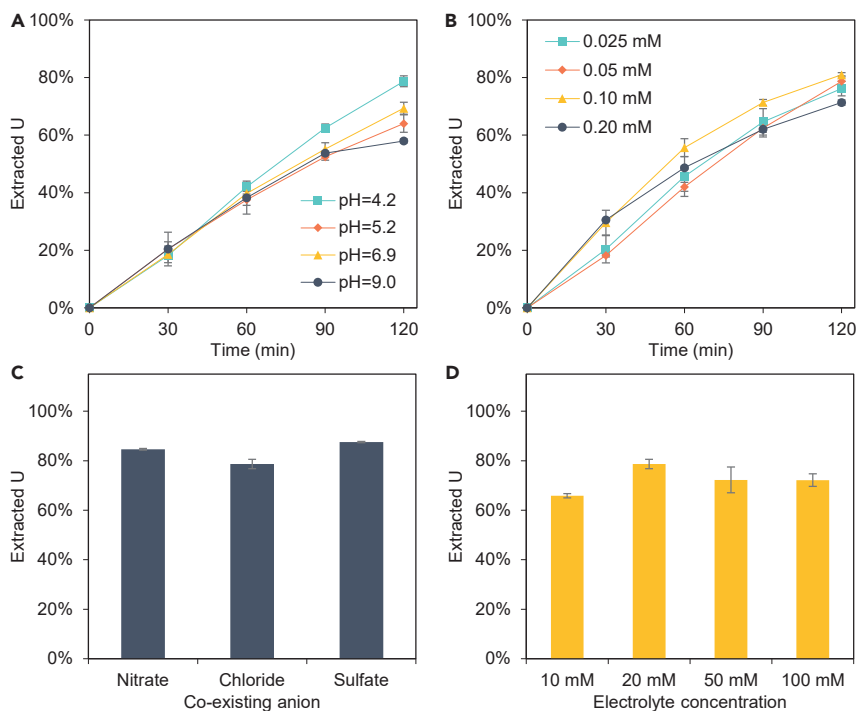 A
Extracted U
100%
80%
60%
40%
20%
0%
0
30
60
90
120
Time (min)
pH=4.2
pH=5.2
pH=6.9
pH=9.0
B
Extracted U
100%
80%
60%
40%
20%
0%
0
30
60
90
120
Time (min)
0.025 mM
0.05 mM
0.10 mM
0.20 mM
C
Extracted U
100%
80%
60%
40%
20%
0%
Nitrate
Chloride
Sulfate
Co-existing anion
D
Extracted U
100%
80%
60%
40%
20%
0%
10 mM
20 mM
50 mM
100 mM
Electrolyte concentration